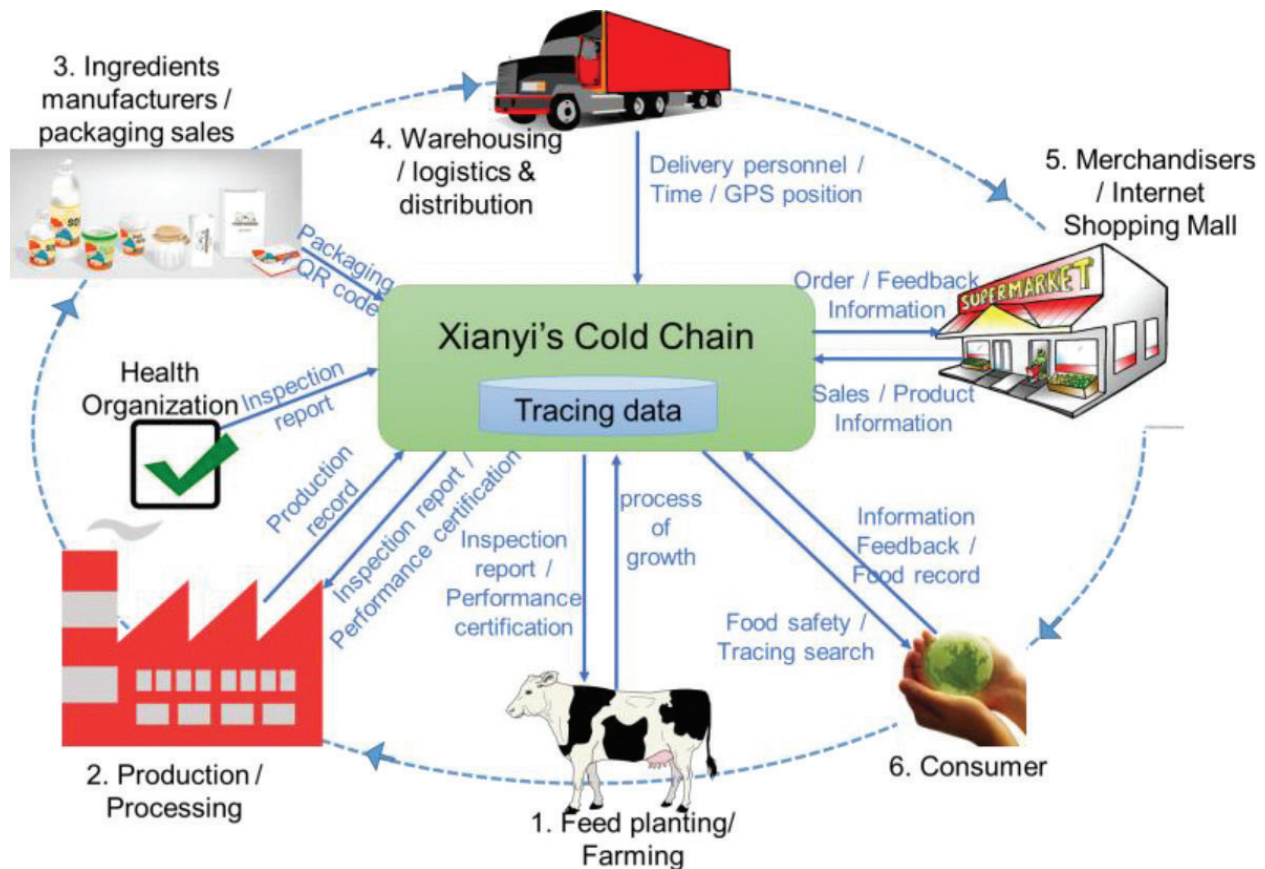 3. Ingredients
manufacturers /
packaging sales
4. Warehousing
/ logistics &
distribution
Delivery personnel /
Time / GPS position
5. Merchandisers
/ Internet
Shopping Mall
SUPERMARKET
Packaging
/ QR code
Order / Feedback
Information
Xianyi's Cold Chain
Tracing data
Sales / Product
Information
Health
Organization
Inspection
report
Production
record
Inspection report /
Performance certification
Inspection
report /
Performance
certification
process
of
growth
Information
Feedback /
Food record
Food safety /
Tracing search
2. Production /
Processing
1. Feed planting/
Farming
6. Consumer